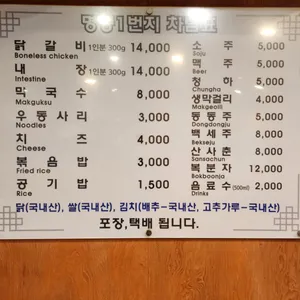 명동1번지 차림표
닭갈비 1인분 300g 14,000
Boneless chicken
내장 1인분 300g 14,000
Intestine
막국수 8,000
Makguksu
우동사리 3,000
Noodles
치즈 4,000
Cheese
볶음밥 3,000
Fried rice
공기밥 1,500
Rice
소주 5,000
Soju
맥주 5,000
Beer
청하 5,000
Chungha
생막걸리 4,000
Makgeolli
동동주 5,000
Dongdongju
백세주 8,000
Bekseju
산사춘 8,000
Sansachun
복분자 12,000
Bokboonja
음료수(500ml) 2,000
Drinks
닭(국내산), 쌀(국내산), 김치(배추-국내산, 고추가루-국내산)
포장,택배 됩니다.